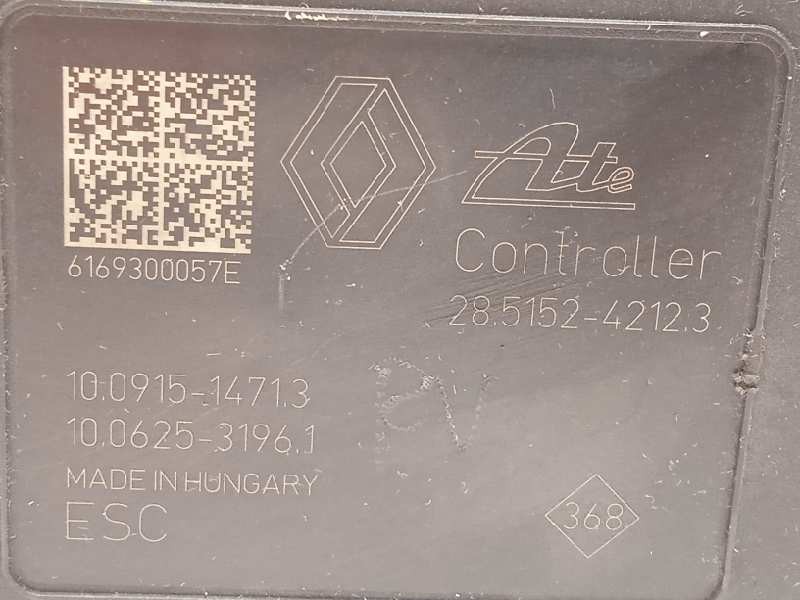 Ate
Controller
28.5152-4212.3
6169300057E
10.0915-1471.3
10.0625-3196.1
MADE IN HUNGARY
ESC
368